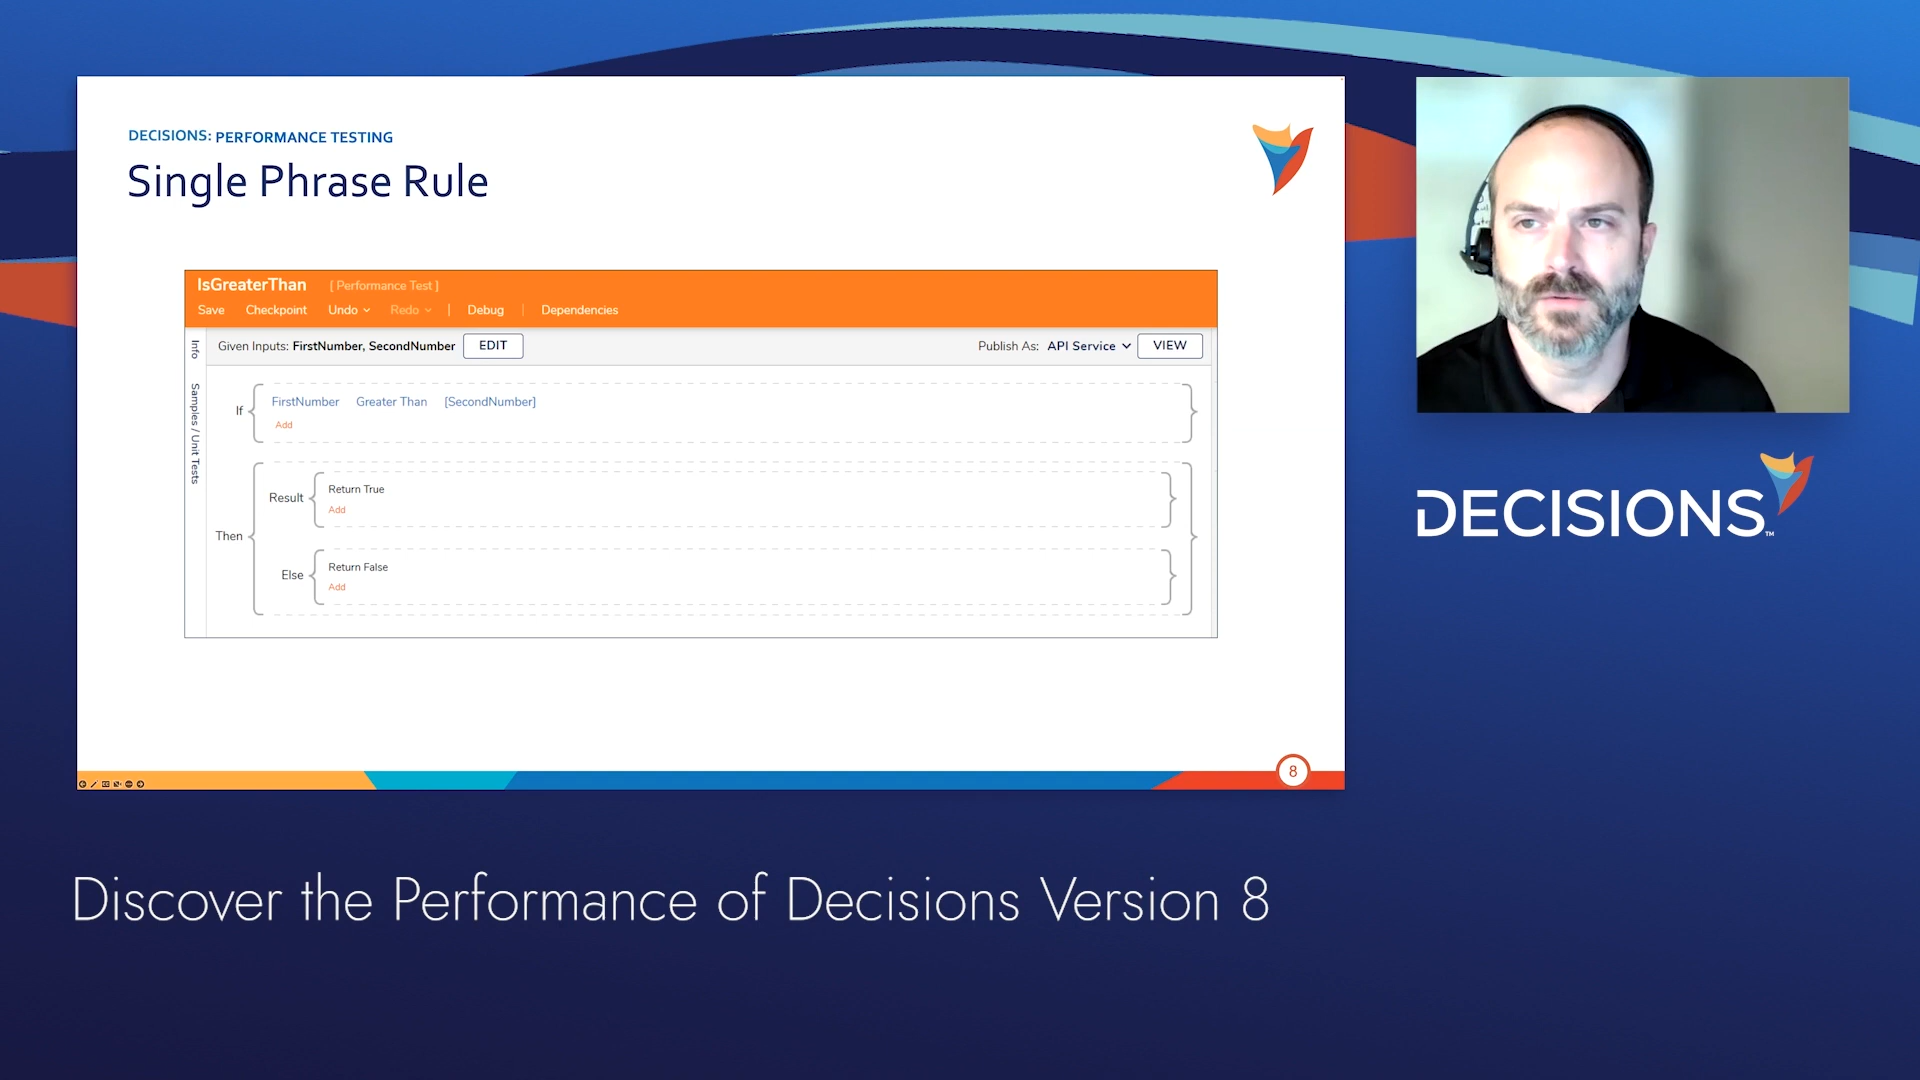 DECISIONS: PERFORMANCE TESTING
Single Phrase Rule
IsGreaterThan [ Performance Test ]
Save Checkpoint Undo Redo | Debug | Dependencies
Info
Samples / Unit Tests
Given Inputs: FirstNumber, SecondNumber EDIT Publish As: API Service VIEW
If
FirstNumber Greater Than [SecondNumber]
Add
Then
Result
Return True
Add
Else
Return False
Add
8
DECISIONS™
Discover the Performance of Decisions Version 8